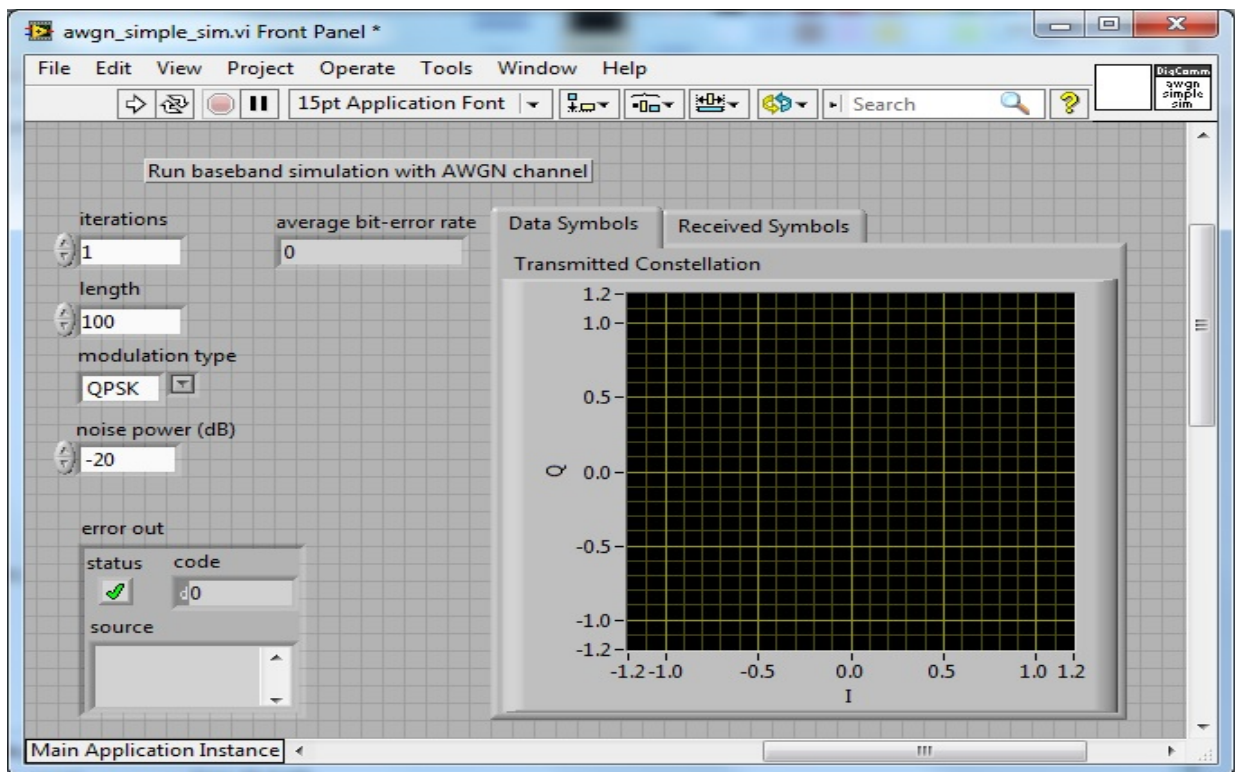 awgn_simple_sim.vi Front Panel *
File Edit View Project Operate Tools Window Help
15pt Application Font
Search
DigComm
awgn
simple
sim
Run baseband simulation with AWGN channel
iterations
1
average bit-error rate
0
length
100
modulation type
QPSK
noise power (dB)
-20
error out
status code
d0
source
Data Symbols Received Symbols
Transmitted Constellation
1.2
1.0
0.5
Q 0.0
-0.5
-1.0
-1.2
-1.2 -1.0 -0.5 0.0 0.5 1.0 1.2
I
Main Application Instance